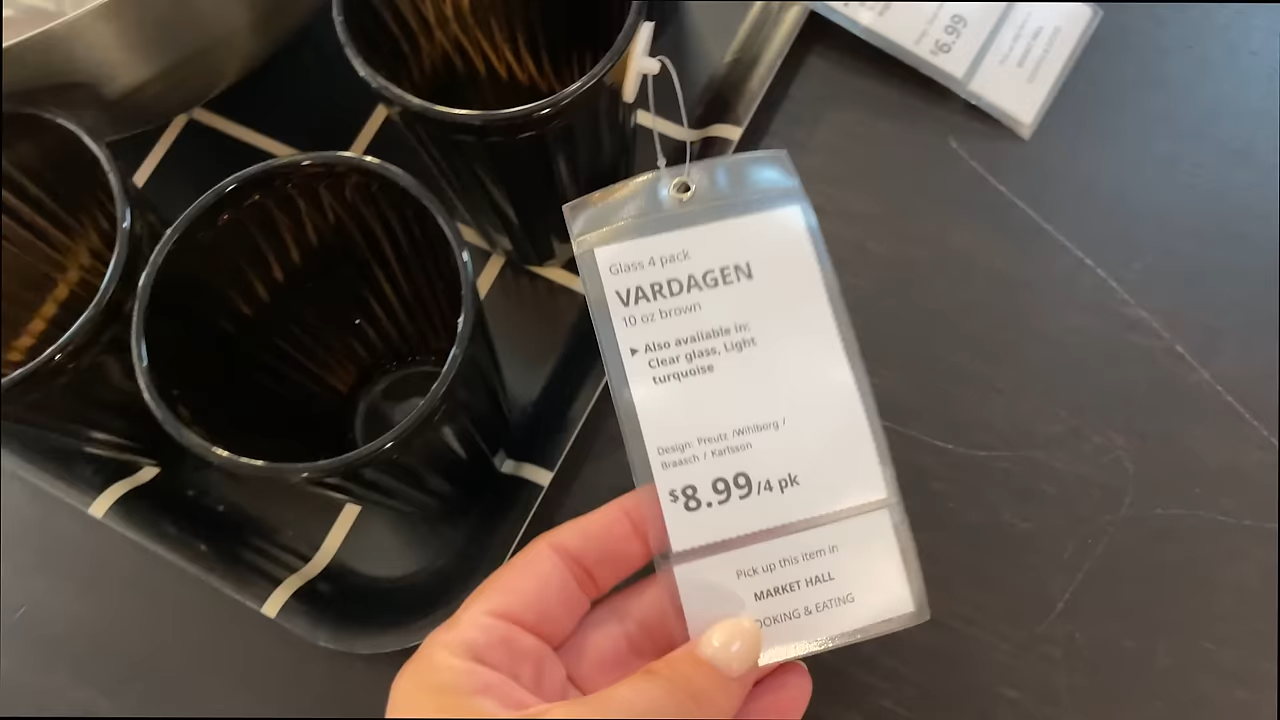 $6.99
Glass 4 pack
VARDAGEN
10 oz brown
▶ Also available in:
Clear glass, Light
turquoise
Design: Preutz /Wihlborg /
Braasch / Karlsson
$8.99/4 pk
Pick up this item in
MARKET HALL
OOKING & EATING